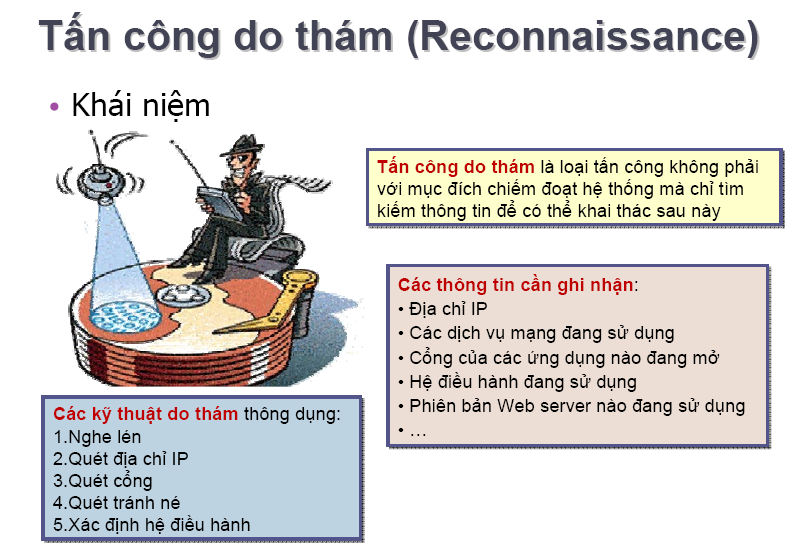 Tấn công do thám (Reconnaissance)
• Khái niệm
Tấn công do thám là loại tấn công không phải
với mục đích chiếm đoạt hệ thống mà chỉ tìm
kiếm thông tin để có thể khai thác sau này
Các thông tin cần ghi nhận:
• Địa chỉ IP
• Các dịch vụ mạng đang sử dụng
• Cổng của các ứng dụng nào đang mở
• Hệ điều hành đang sử dụng
• Phiên bản Web server nào đang sử dụng
• …
Các kỹ thuật do thám thông dụng:
1.Nghe lén
2.Quét địa chỉ IP
3.Quét cổng
4.Quét tránh né
5.Xác định hệ điều hành